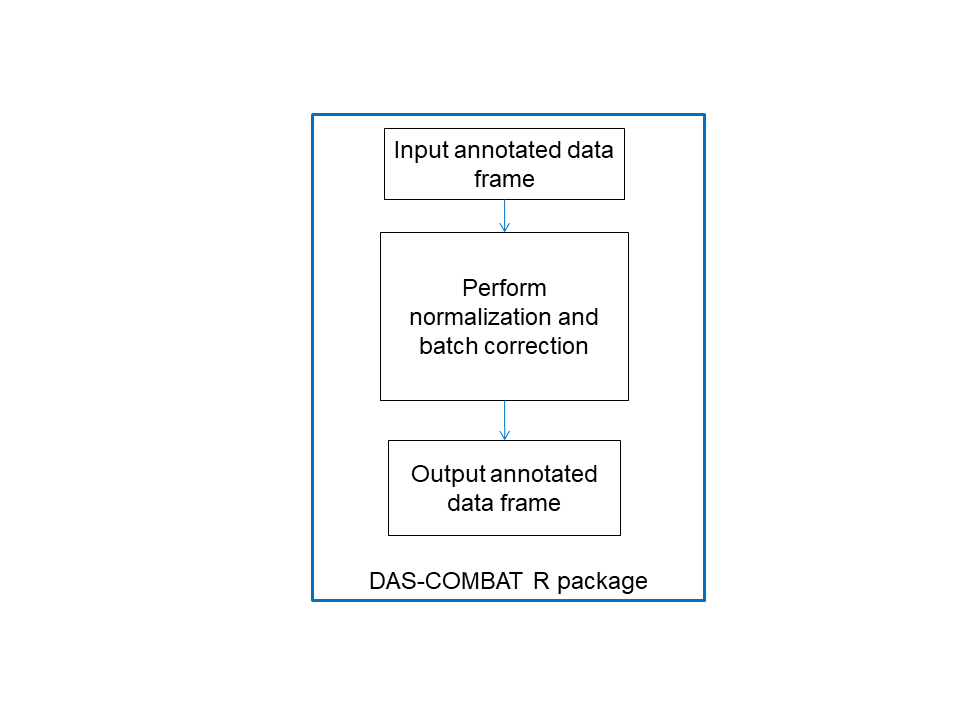 Input annotated data
frame
Perform
normalization and
batch correction
Output annotated
data frame
DAS-COMBAT R package